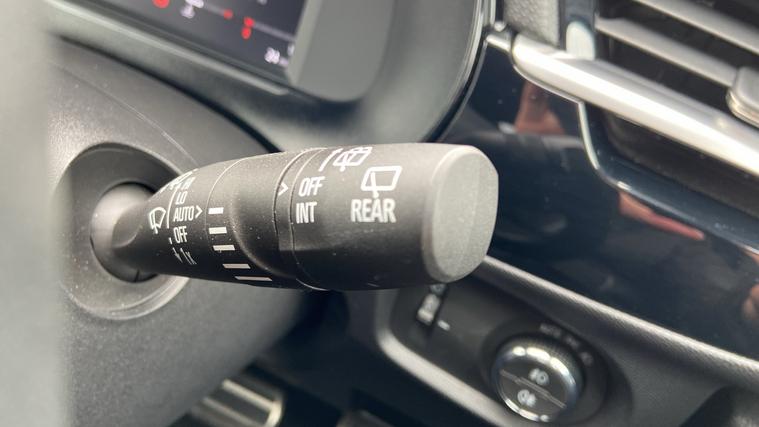 HI
LO
AUTO
OFF
1x
OFF
INT
REAR